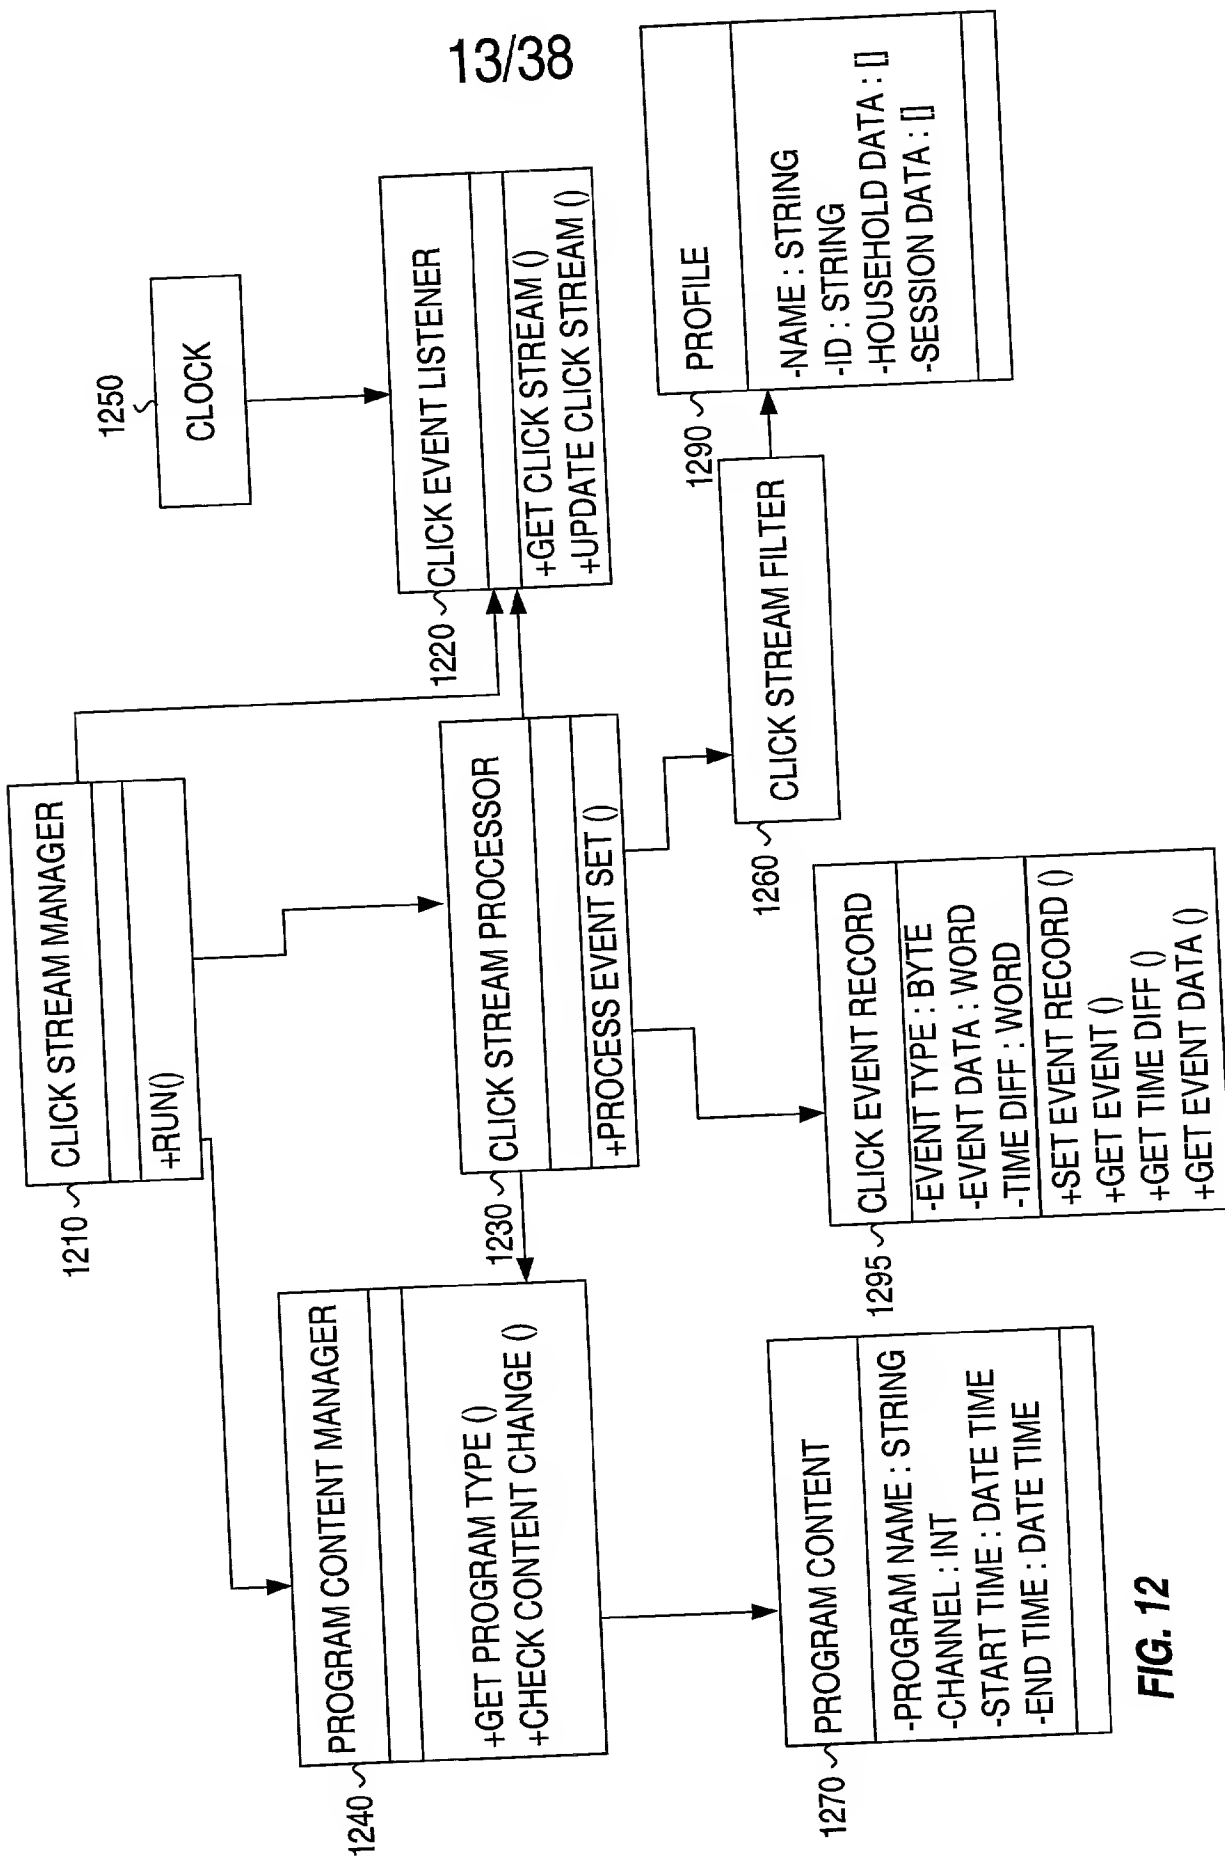 13/38
1210
CLICK STREAM MANAGER
+RUN()
1250
CLOCK
1240
PROGRAM CONTENT MANAGER
+GET PROGRAM TYPE ()
+CHECK CONTENT CHANGE ()
1230
CLICK STREAM PROCESSOR
+PROCESS EVENT SET ()
1220
CLICK EVENT LISTENER
+GET CLICK STREAM ()
+UPDATE CLICK STREAM ()
1270
PROGRAM CONTENT
-PROGRAM NAME : STRING
-CHANNEL : INT
-START TIME : DATE TIME
-END TIME : DATE TIME
1295
CLICK EVENT RECORD
-EVENT TYPE : BYTE
-EVENT DATA : WORD
-TIME DIFF : WORD
+SET EVENT RECORD ()
+GET EVENT ()
+GET TIME DIFF ()
+GET EVENT DATA ()
1260
CLICK STREAM FILTER
1290
PROFILE
-NAME : STRING
-ID : STRING
-HOUSEHOLD DATA : []
-SESSION DATA : []
FIG. 12